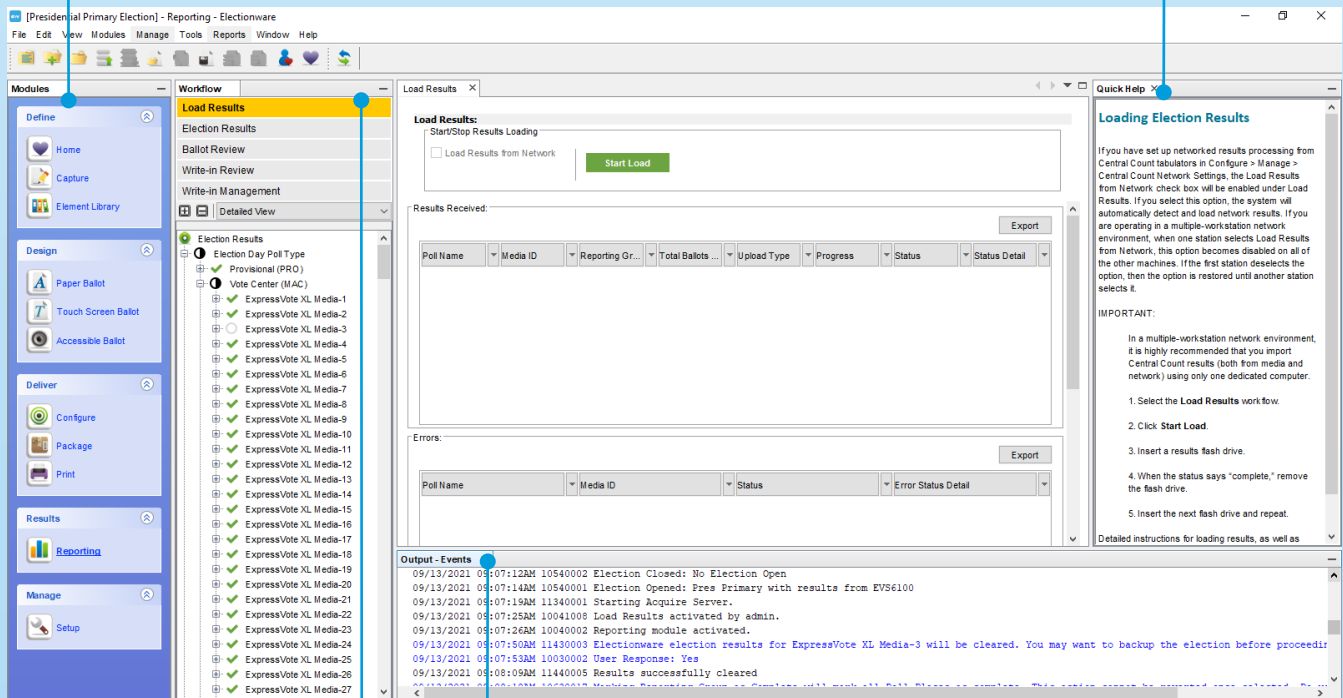 [Presidential Primary Election] - Reporting - Electionware
File Edit View Modules Manage Tools Reports Window Help
Modules
Define
Home
Capture
Element Library
Design
Paper Ballot
Touch Screen Ballot
Accessible Ballot
Deliver
Configure
Package
Print
Results
Reporting
Manage
Setup
Workflow
Load Results
Election Results
Ballot Review
Write-in Review
Write-in Management
Detailed View
Election Results
Election Day Poll Type
Provisional (PRO)
Vote Center (MAC)
ExpressVote XL Media-1
ExpressVote XL Media-2
ExpressVote XL Media-3
ExpressVote XL Media-4
ExpressVote XL Media-5
ExpressVote XL Media-6
ExpressVote XL Media-7
ExpressVote XL Media-8
ExpressVote XL Media-9
ExpressVote XL Media-10
ExpressVote XL Media-11
ExpressVote XL Media-12
ExpressVote XL Media-13
ExpressVote XL Media-14
ExpressVote XL Media-15
ExpressVote XL Media-16
ExpressVote XL Media-17
ExpressVote XL Media-18
ExpressVote XL Media-19
ExpressVote XL Media-20
ExpressVote XL Media-21
ExpressVote XL Media-22
ExpressVote XL Media-23
ExpressVote XL Media-24
ExpressVote XL Media-25
ExpressVote XL Media-26
ExpressVote XL Media-27
Load Results
Load Results:
Start/Stop Results Loading
Load Results from Network
Start Load
Results Received:
Export
Poll Name Media ID Reporting Gr... Total Ballots ... Upload Type Progress Status Status Detail
Errors:
Export
Poll Name Media ID Status Error Status Detail
Quick Help
Loading Election Results
If you have set up networked results processing from
Central Count tabulators in Configure > Manage >
Central Count Network Settings, the Load Results
from Network check box will be enabled under Load
Results. If you select this option, the system will
automatically detect and load network results. If you
are operating in a multiple-workstation network
environment, when one station selects Load Results
from Network, this option becomes disabled on all of
the other machines. If the first station deselects the
option, then the option is restored until another station
selects it.
IMPORTANT:
In a multiple-workstation network environment,
it is highly recommended that you import
Central Count results (both from media and
network) using only one dedicated computer.
1. Select the Load Results workflow.
2. Click Start Load.
3. Insert a results flash drive.
4. When the status says "complete," remove
the flash drive.
5. Insert the next flash drive and repeat.
Detailed instructions for loading results, as well as
Output - Events
09/13/2021 09:07:12AM 10540002 Election Closed: No Election Open
09/13/2021 09:07:14AM 10540001 Election Opened: Pres Primary with results from EVS6100
09/13/2021 09:07:19AM 11340001 Starting Acquire Server.
09/13/2021 09:07:25AM 10041008 Load Results activated by admin.
09/13/2021 09:07:26AM 10040002 Reporting module activated.
09/13/2021 09:07:50AM 11430003 Electionware election results for ExpressVote XL Media-3 will be cleared. You may want to backup the election before proceedin
09/13/2021 09:07:53AM 10030002 User Response: Yes
09/13/2021 09:08:09AM 11440005 Results successfully cleared